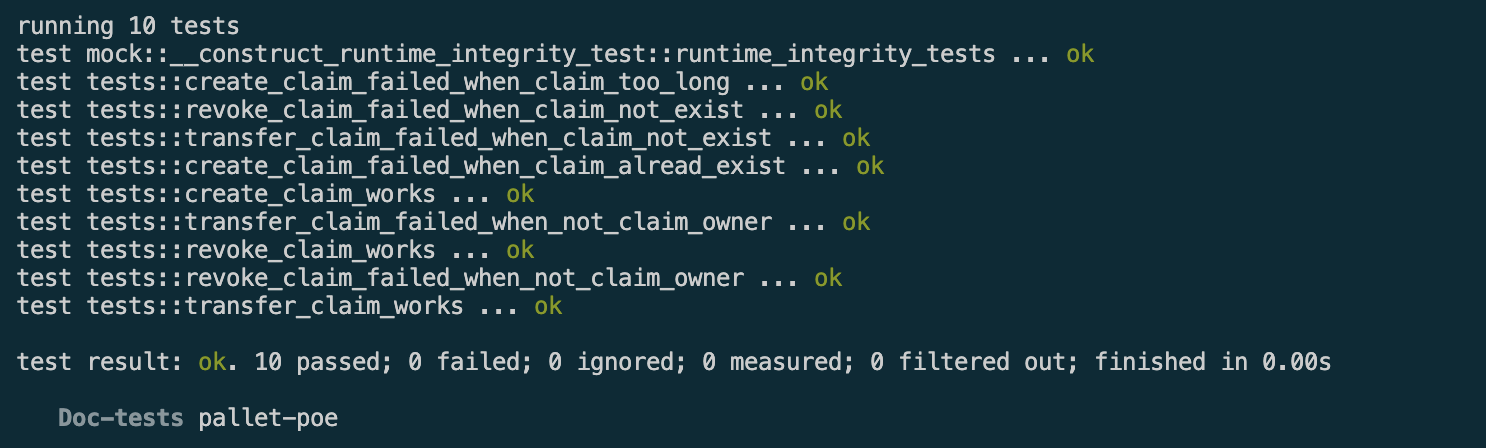 running 10 tests
test mock::__construct_runtime_integrity_test::runtime_integrity_tests ... ok
test tests::create_claim_failed_when_claim_too_long ... ok
test tests::revoke_claim_failed_when_claim_not_exist ... ok
test tests::transfer_claim_failed_when_claim_not_exist ... ok
test tests::create_claim_failed_when_claim_alread_exist ... ok
test tests::create_claim_works ... ok
test tests::transfer_claim_failed_when_not_claim_owner ... ok
test tests::revoke_claim_works ... ok
test tests::revoke_claim_failed_when_not_claim_owner ... ok
test tests::transfer_claim_works ... ok
test result: ok. 10 passed; 0 failed; 0 ignored; 0 measured; 0 filtered out; finished in 0.00s
Doc-tests pallet-poe